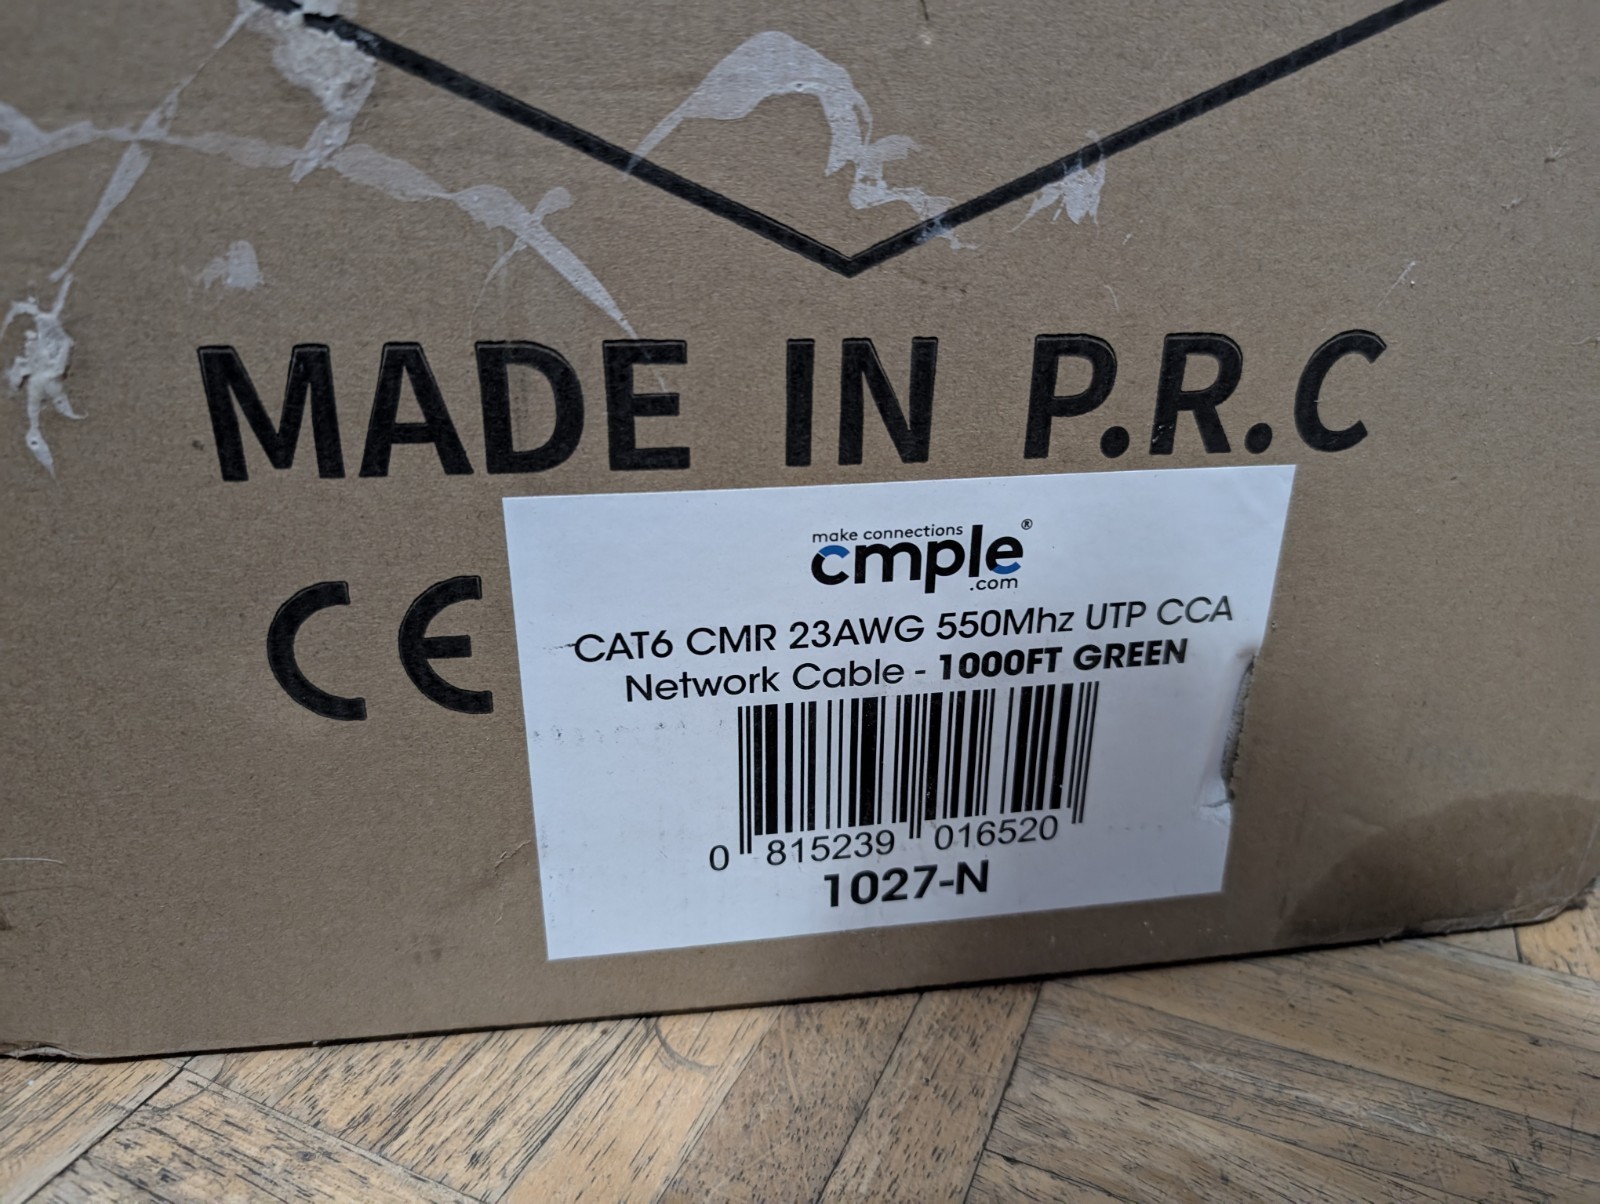 MADE IN P.R.C
CE
make connections
cmple®
.com
CAT6 CMR 23AWG 550Mhz UTP CCA
Network Cable - 1000FT GREEN
0 815239 016520
1027-N